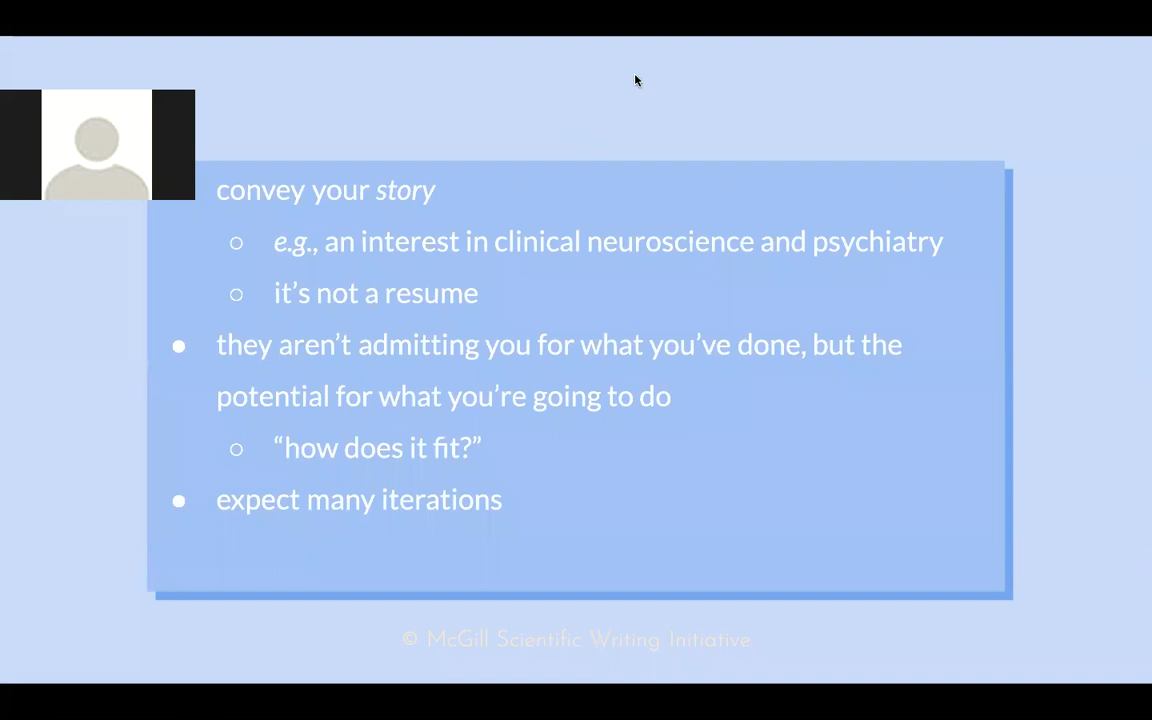 convey your story
○ e.g., an interest in clinical neuroscience and psychiatry
○ it’s not a resume
● they aren’t admitting you for what you’ve done, but the
potential for what you’re going to do
○ “how does it fit?”
● expect many iterations
© McGill Scientific Writing Initiative